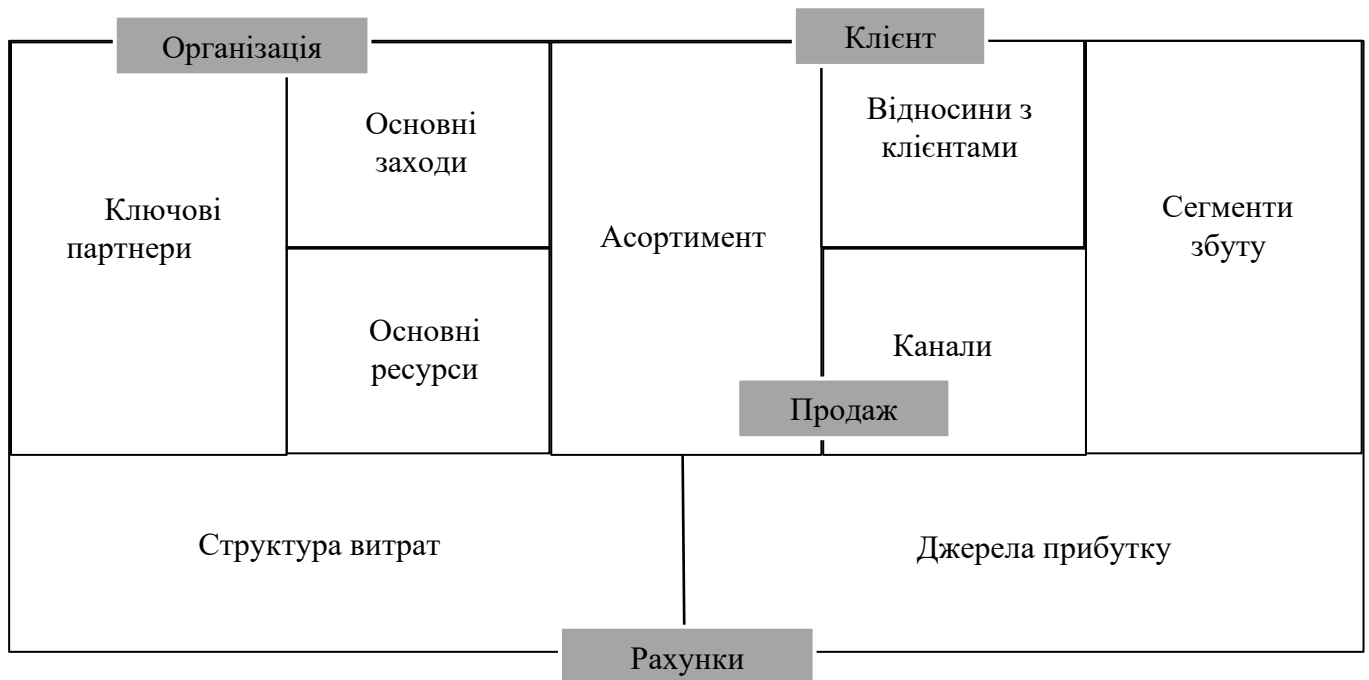 Організація
Клієнт
Ключові
партнери
Основні
заходи
Основні
ресурси
Асортимент
Відносини з
клієнтами
Канали
Продаж
Сегменти
збуту
Структура витрат
Джерела прибутку
Рахунки